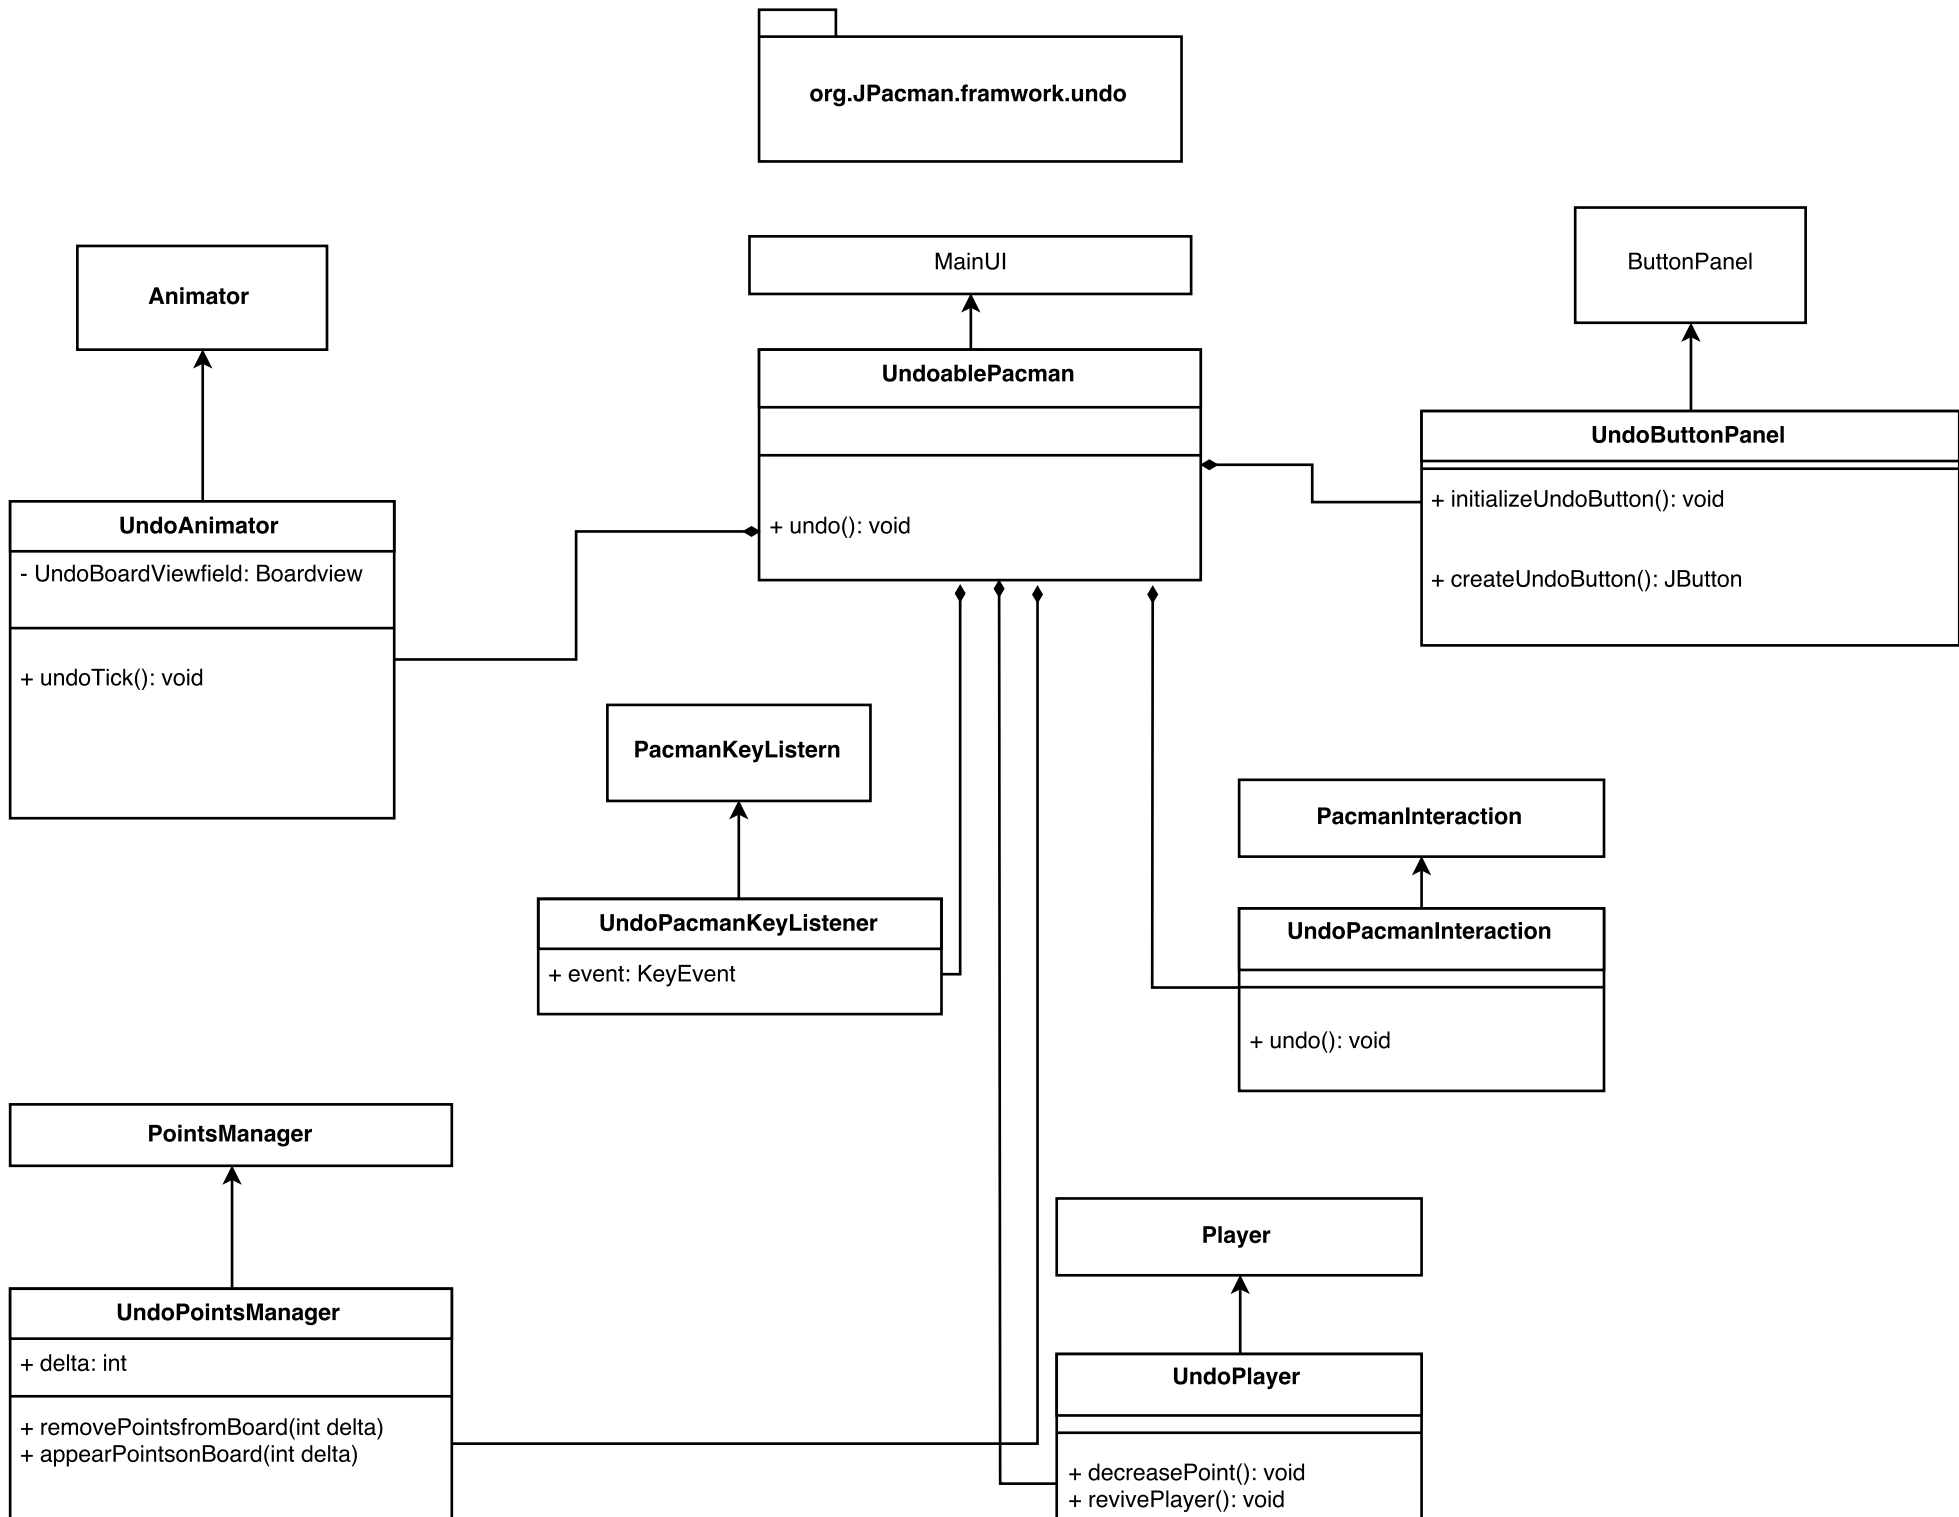 org.JPacman.framwork.undo
MainUI
ButtonPanel
Animator
UndoablePacman
+ undo(): void
UndoButtonPanel
+ initializeUndoButton(): void
+ createUndoButton(): JButton
UndoAnimator
- UndoBoardViewfield: Boardview
+ undoTick(): void
PacmanKeyListern
UndoPacmanKeyListener
+ event: KeyEvent
PacmanInteraction
UndoPacmanInteraction
+ undo(): void
PointsManager
UndoPointsManager
+ delta: int
+ removePointsfromBoard(int delta)
+ appearPointsonBoard(int delta)
Player
UndoPlayer
+ decreasePoint(): void
+ revivePlayer(): void